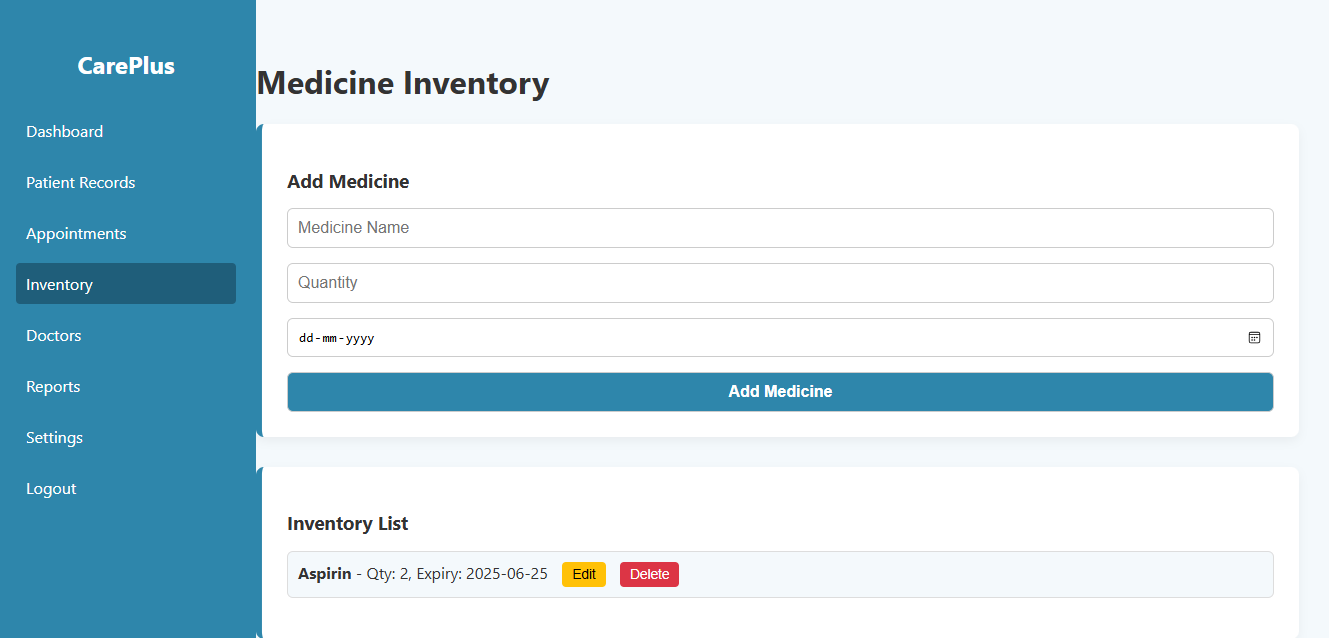 CarePlus
Dashboard
Patient Records
Appointments
Inventory
Doctors
Reports
Settings
Logout
Medicine Inventory
Add Medicine
Medicine Name
Quantity
dd-mm-yyyy
Add Medicine
Inventory List
Aspirin - Qty: 2, Expiry: 2025-06-25 Edit Delete